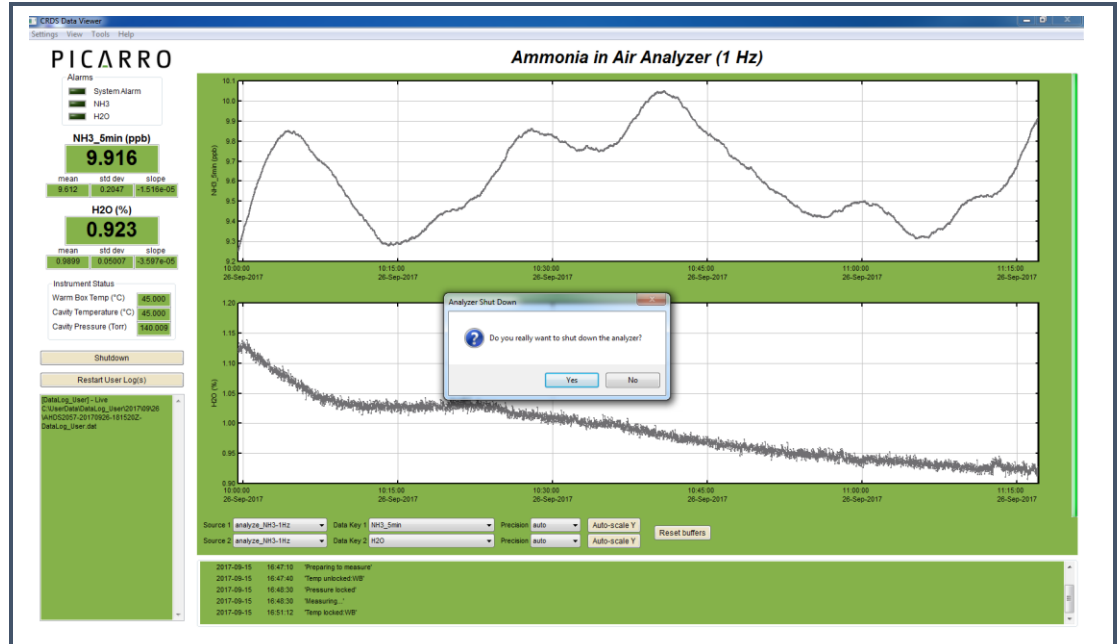 CRDS Data Viewer
Settings View Tools Help
PICARRO
Ammonia in Air Analyzer (1 Hz)
Alarms
System Alarm
NH3
H2O
NH3_5min (ppb)
9.916
mean std dev slope
9.612 0.2047 -1.516e-05
H2O (%)
0.923
mean std dev slope
0.9899 0.05007 -3.597e-05
Instrument Status
Warm Box Temp (°C) 45.000
Cavity Temperature (°C) 45.000
Cavity Pressure (Torr) 140.009
Shutdown
Restart User Log(s)
[DataLog_User] - Live
C:\UserData\DataLog_User\2017\09\26
\AHDS2057-20170926-181520Z-
DataLog_User.dat
NH3_5min (ppb)
10.1
10.0
9.9
9.8
9.7
9.6
9.5
9.4
9.3
9.2
10:00:00 10:15:00 10:30:00 10:45:00 11:00:00 11:15:00
26-Sep-2017 26-Sep-2017 26-Sep-2017 26-Sep-2017 26-Sep-2017 26-Sep-2017
Analyzer Shut Down
Do you really want to shut down the analyzer?
Yes No
H2O (%)
1.20
1.15
1.10
1.05
1.00
0.95
0.90
10:00:00 10:15:00 10:30:00 10:45:00 11:00:00 11:15:00
26-Sep-2017 26-Sep-2017 26-Sep-2017 26-Sep-2017 26-Sep-2017 26-Sep-2017
Source 1 analyze_NH3-1Hz Data Key 1 NH3_5min Precision auto Auto-scale Y
Source 2 analyze_NH3-1Hz Data Key 2 H2O Precision auto Auto-scale Y
Reset buffers
2017-09-15 16:47:10 'Preparing to measure'
2017-09-15 16:47:40 'Temp unlocked:WB'
2017-09-15 16:48:30 'Pressure locked'
2017-09-15 16:48:30 'Measuring...'
2017-09-15 16:51:12 'Temp locked:WB'